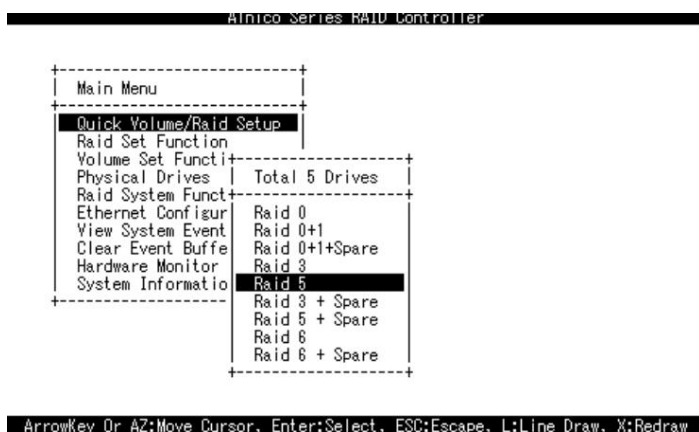 Alnico Series RAID Controller
Main Menu
Quick Volume/Raid Setup
Raid Set Function
Volume Set Functi
Physical Drives
Raid System Funct
Ethernet Configur
View System Event
Clear Event Buffe
Hardware Monitor
System Informatio
Total 5 Drives
Raid 0
Raid 0+1
Raid 0+1+Spare
Raid 3
Raid 5
Raid 3 + Spare
Raid 5 + Spare
Raid 6
Raid 6 + Spare
ArrowKey Or AZ:Move Cursor, Enter:Select, ESC:Escape, L:Line Draw, X:Redraw